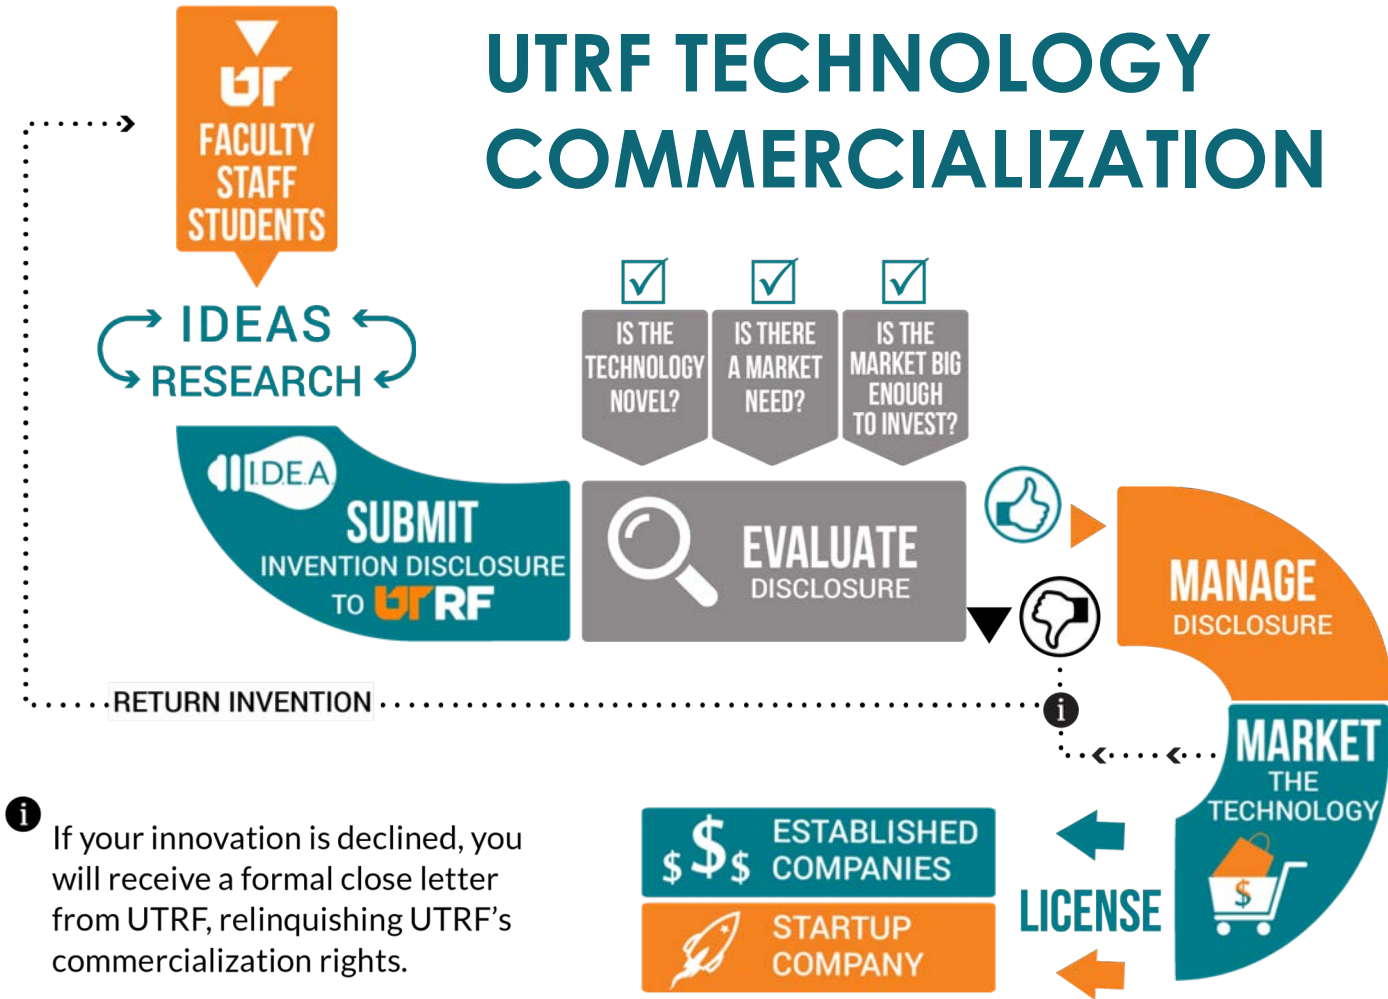 UTRF TECHNOLOGY
COMMERCIALIZATION
UT
FACULTY
STAFF
STUDENTS
IDEAS
RESEARCH
I.D.E.A.
SUBMIT
INVENTION DISCLOSURE
TO UTRF
IS THE
TECHNOLOGY
NOVEL?
IS THERE
A MARKET
NEED?
IS THE
MARKET BIG
ENOUGH
TO INVEST?
EVALUATE
DISCLOSURE
MANAGE
DISCLOSURE
RETURN INVENTION
i
MARKET
THE
TECHNOLOGY
$
LICENSE
$ $ $
ESTABLISHED
COMPANIES
STARTUP
COMPANY
i
If your innovation is declined, you
will receive a formal close letter
from UTRF, relinquishing UTRF’s
commercialization rights.